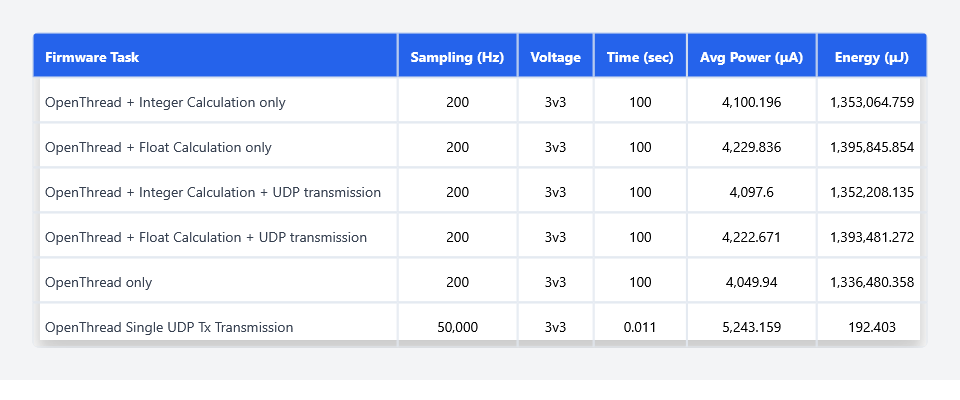 Firmware Task Sampling (Hz) Voltage Time (sec) Avg Power (µA) Energy (µJ)
OpenThread + Integer Calculation only 200 3v3 100 4,100.196 1,353,064.759
OpenThread + Float Calculation only 200 3v3 100 4,229.836 1,395,845.854
OpenThread + Integer Calculation + UDP transmission 200 3v3 100 4,097.6 1,352,208.135
OpenThread + Float Calculation + UDP transmission 200 3v3 100 4,222.671 1,393,481.272
OpenThread only 200 3v3 100 4,049.94 1,336,480.358
OpenThread Single UDP Tx Transmission 50,000 3v3 0.011 5,243.159 192.403